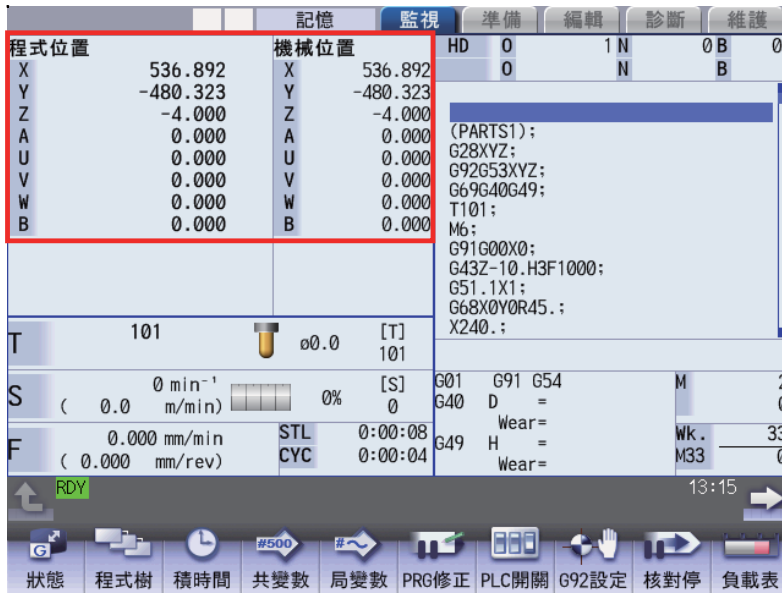 記憶 監視 準備 編輯 診斷 維護
程式位置 機械位置 HD O 1 N 0 B 0
X 536.892 X 536.892 O N B
Y -480.323 Y -480.323
Z -4.000 Z -4.000
A 0.000 A 0.000
U 0.000 U 0.000
V 0.000 V 0.000
W 0.000 W 0.000
B 0.000 B 0.000
(PARTS1);
G28XYZ;
G92G53XYZ;
G69G40G49;
T101;
M6;
G91G00X0;
G43Z-10.H3F1000;
G51.1X1;
G68X0Y0R45.;
X240.;
T 101 ø0.0 [T]
101
S 0 min⁻¹ 0% [S]
( 0.0 m/min) 0
F 0.000 mm/min STL 0:00:08
( 0.000 mm/rev) CYC 0:00:04
G01 G91 G54 M
G40 D =
Wear=
G49 H = Wk. 33
Wear= M33
RDY 13:15
G #500 #~
狀態 程式樹 積時間 共變數 局變數 PRG修正 PLC開關 G92設定 核對停 負載表